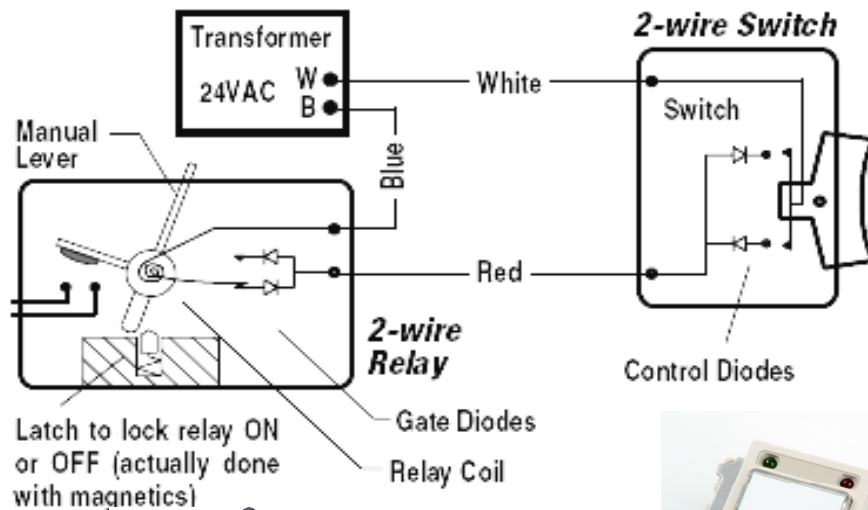 2-wire Switch
Transformer
24VAC
W
B
White
Switch
Manual
Lever
Blue
Red
2-wire
Relay
Control Diodes
Gate Diodes
Relay Coil
Latch to lock relay ON
or OFF (actually done
with magnetics)